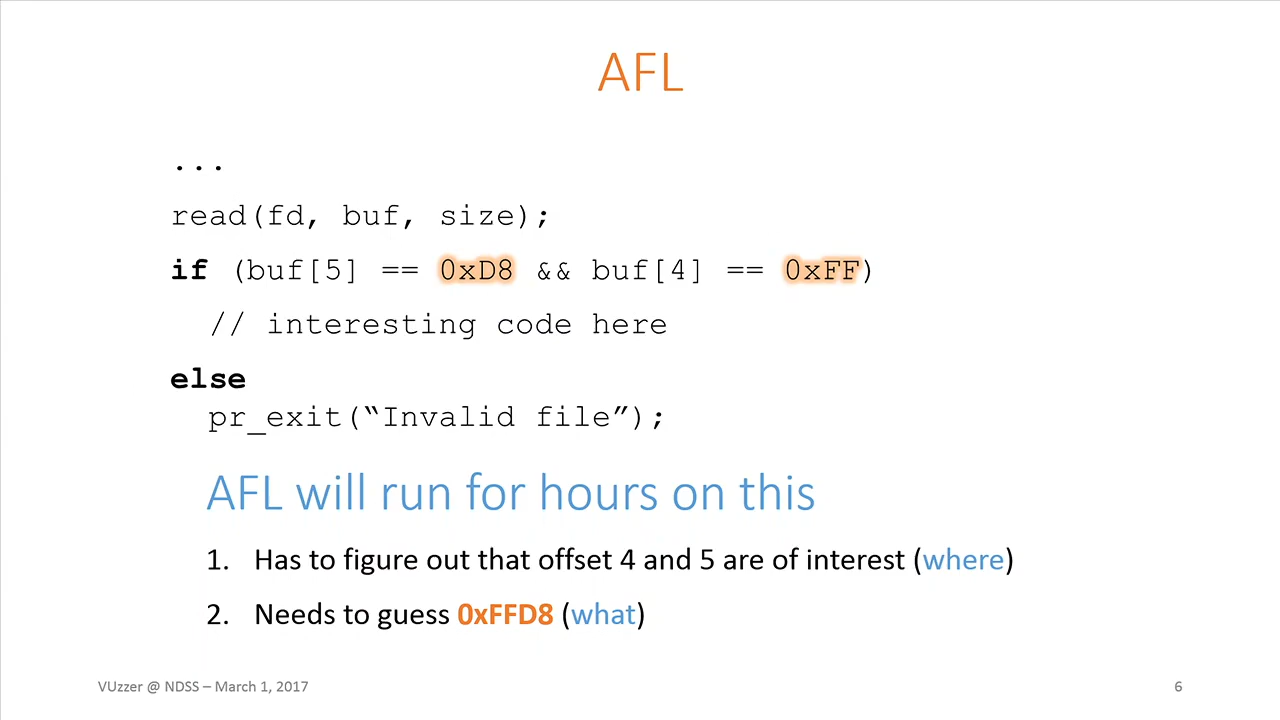 AFL
...
read(fd, buf, size);
if (buf[5] == 0xD8 && buf[4] == 0xFF)
// interesting code here
else
pr_exit(“Invalid file”);
AFL will run for hours on this
1. Has to figure out that offset 4 and 5 are of interest (where)
2. Needs to guess 0xFFD8 (what)
VUzzer @ NDSS – March 1, 2017
6